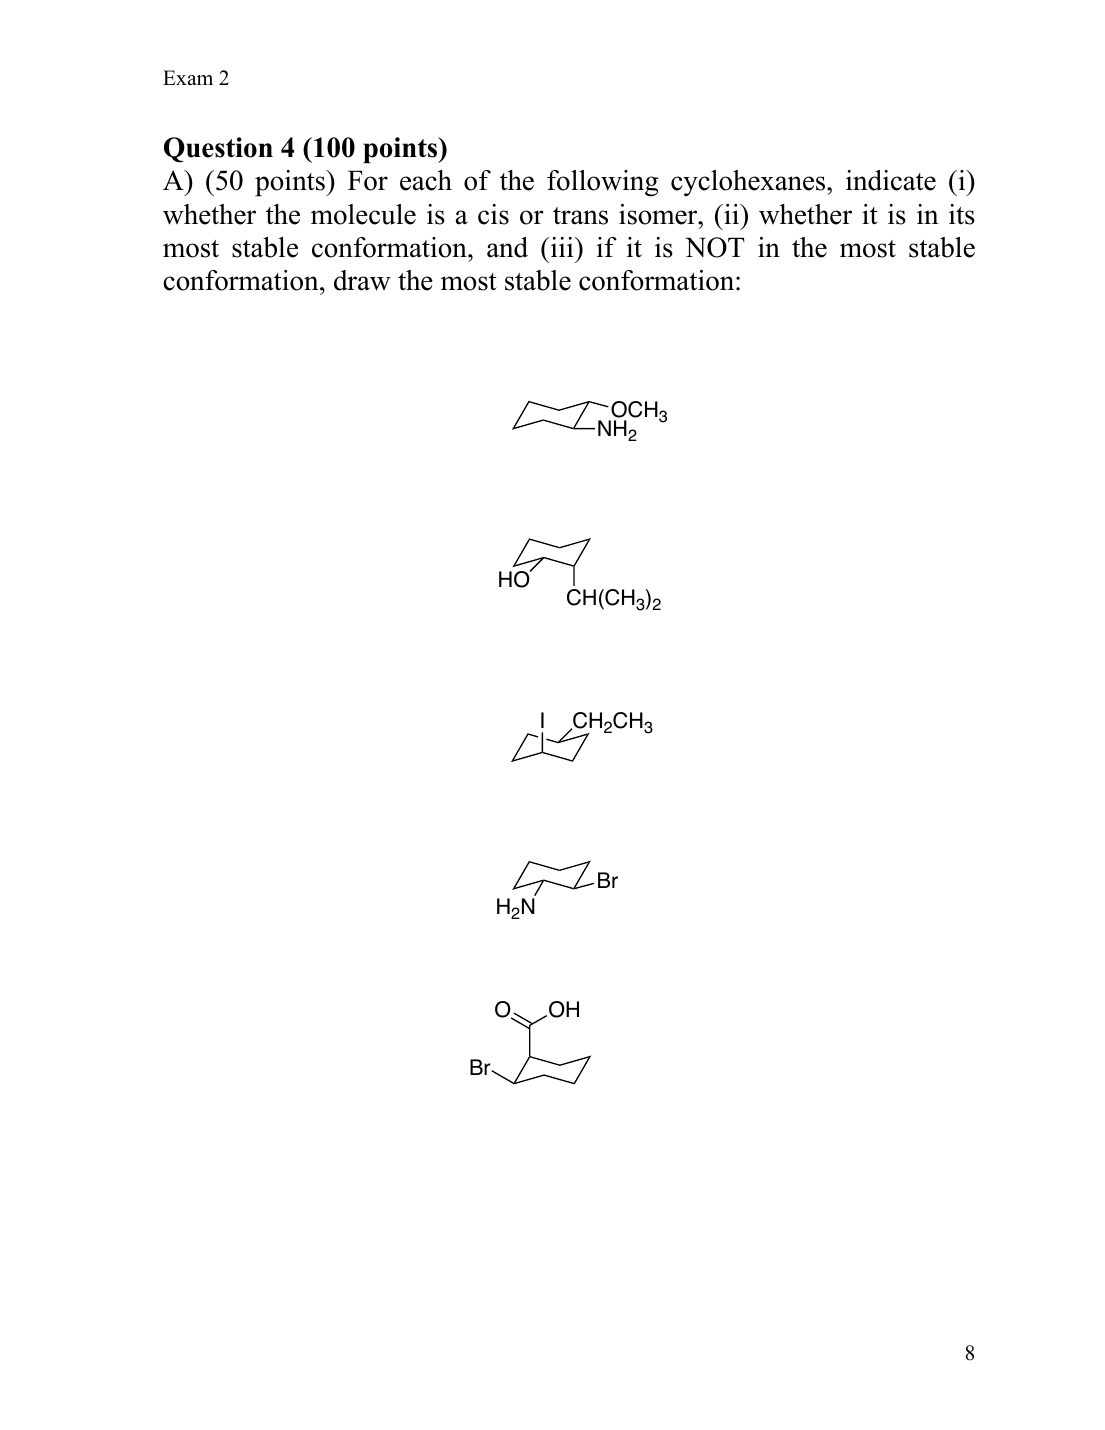 Exam 2
Question 4 (100 points)
A) (50 points) For each of the following cyclohexanes, indicate (i)
whether the molecule is a cis or trans isomer, (ii) whether it is in its
most stable conformation, and (iii) if it is NOT in the most stable
conformation, draw the most stable conformation:
OCH3
NH2
HO
CH(CH3)2
I CH2CH3
Br
H2N
O OH
Br
8